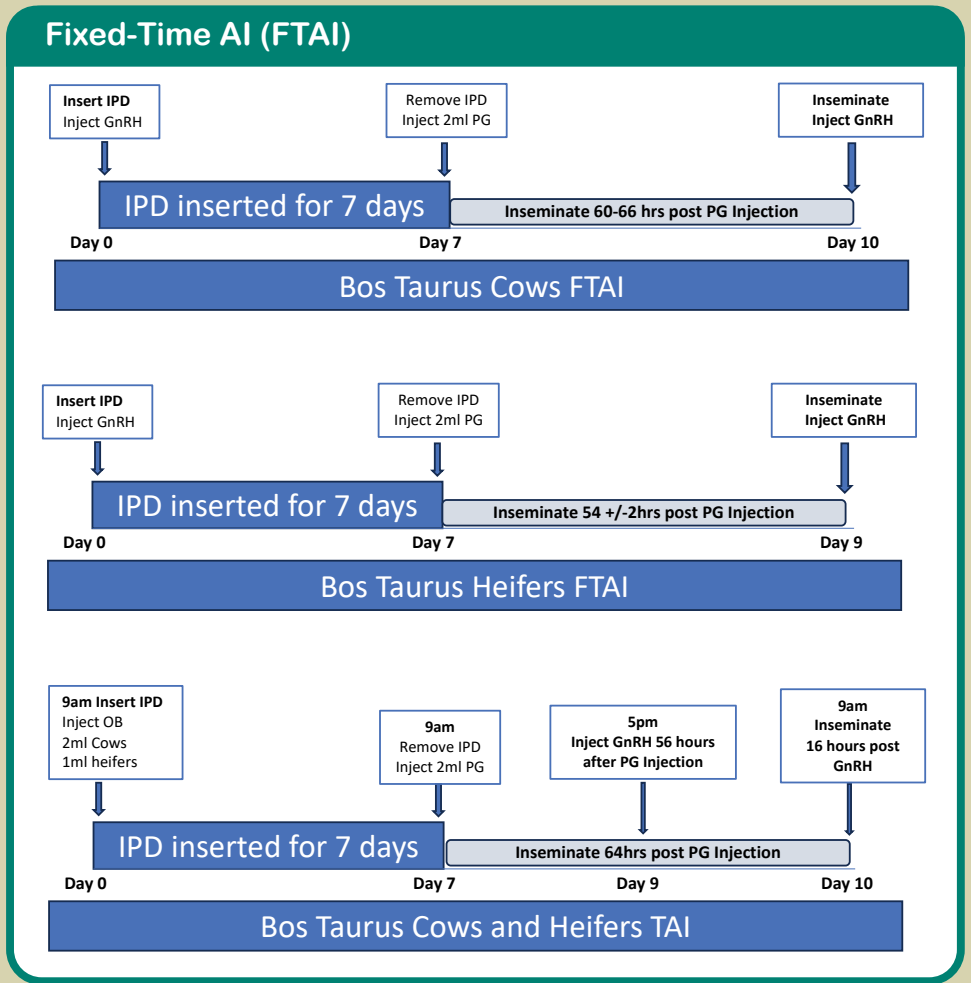 Fixed-Time AI (FTAI)
Insert IPD
Inject GnRH
Remove IPD
Inject 2ml PG
Inseminate
Inject GnRH
IPD inserted for 7 days
Inseminate 60-66 hrs post PG Injection
Day 0
Day 7
Day 10
Bos Taurus Cows FTAI
Insert IPD
Inject GnRH
Remove IPD
Inject 2ml PG
Inseminate
Inject GnRH
IPD inserted for 7 days
Inseminate 54 +/-2hrs post PG Injection
Day 0
Day 7
Day 9
Bos Taurus Heifers FTAI
9am Insert IPD
Inject OB
2ml Cows
1ml heifers
9am
Remove IPD
Inject 2ml PG
5pm
Inject GnRH 56 hours
after PG Injection
9am
Inseminate
16 hours post
GnRH
IPD inserted for 7 days
Inseminate 64hrs post PG Injection
Day 0
Day 7
Day 9
Day 10
Bos Taurus Cows and Heifers TAI